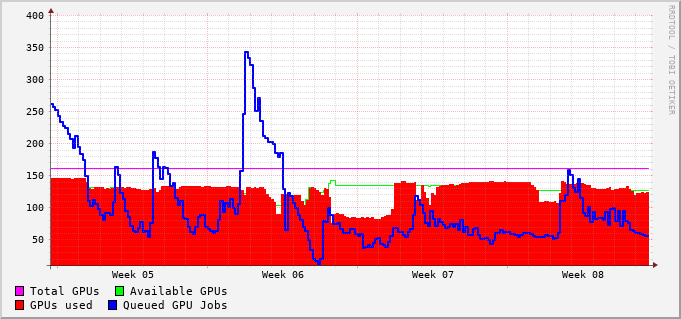 400
350
300
250
200
150
100
50
Week 05 Week 06 Week 07 Week 08
Total GPUs Available GPUs
GPUs used Queued GPU Jobs
RRDTOOL / TOBI OETIKER